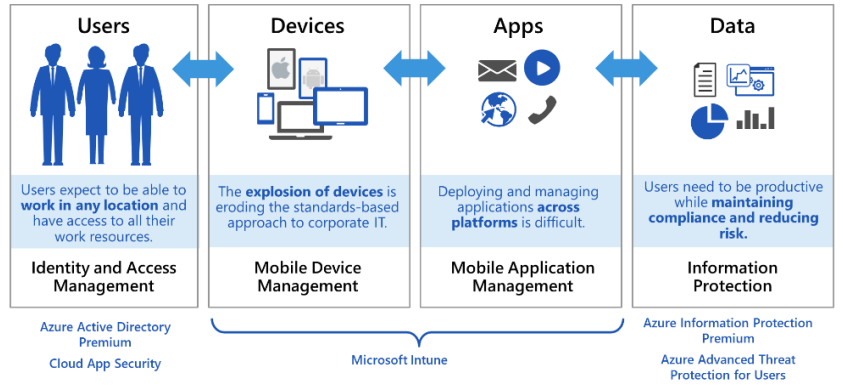 Users
Users expect to be able to
work in any location and
have access to all their
work resources.
Identity and Access
Management
Devices
The explosion of devices is
eroding the standards-based
approach to corporate IT.
Mobile Device
Management
Apps
Deploying and managing
applications across
platforms is difficult.
Mobile Application
Management
Data
Users need to be productive
while maintaining
compliance and reducing
risk.
Information
Protection
Azure Active Directory
Premium
Cloud App Security
Microsoft Intune
Azure Information Protection
Premium
Azure Advanced Threat
Protection for Users